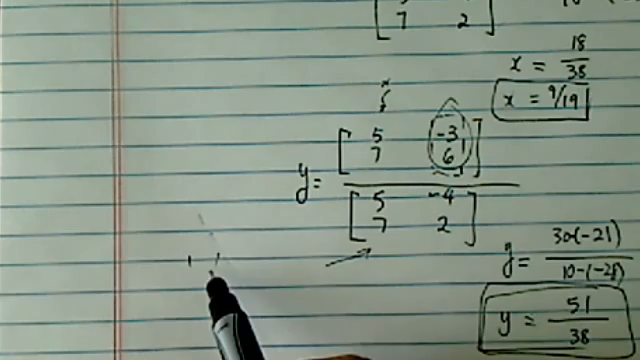 7 2
x = 18/38
x = 9/19
x
y = [5 -3
7 6]
[5 -4
7 2]
y = 30-(-21)
10-(-28)
y = 51/38